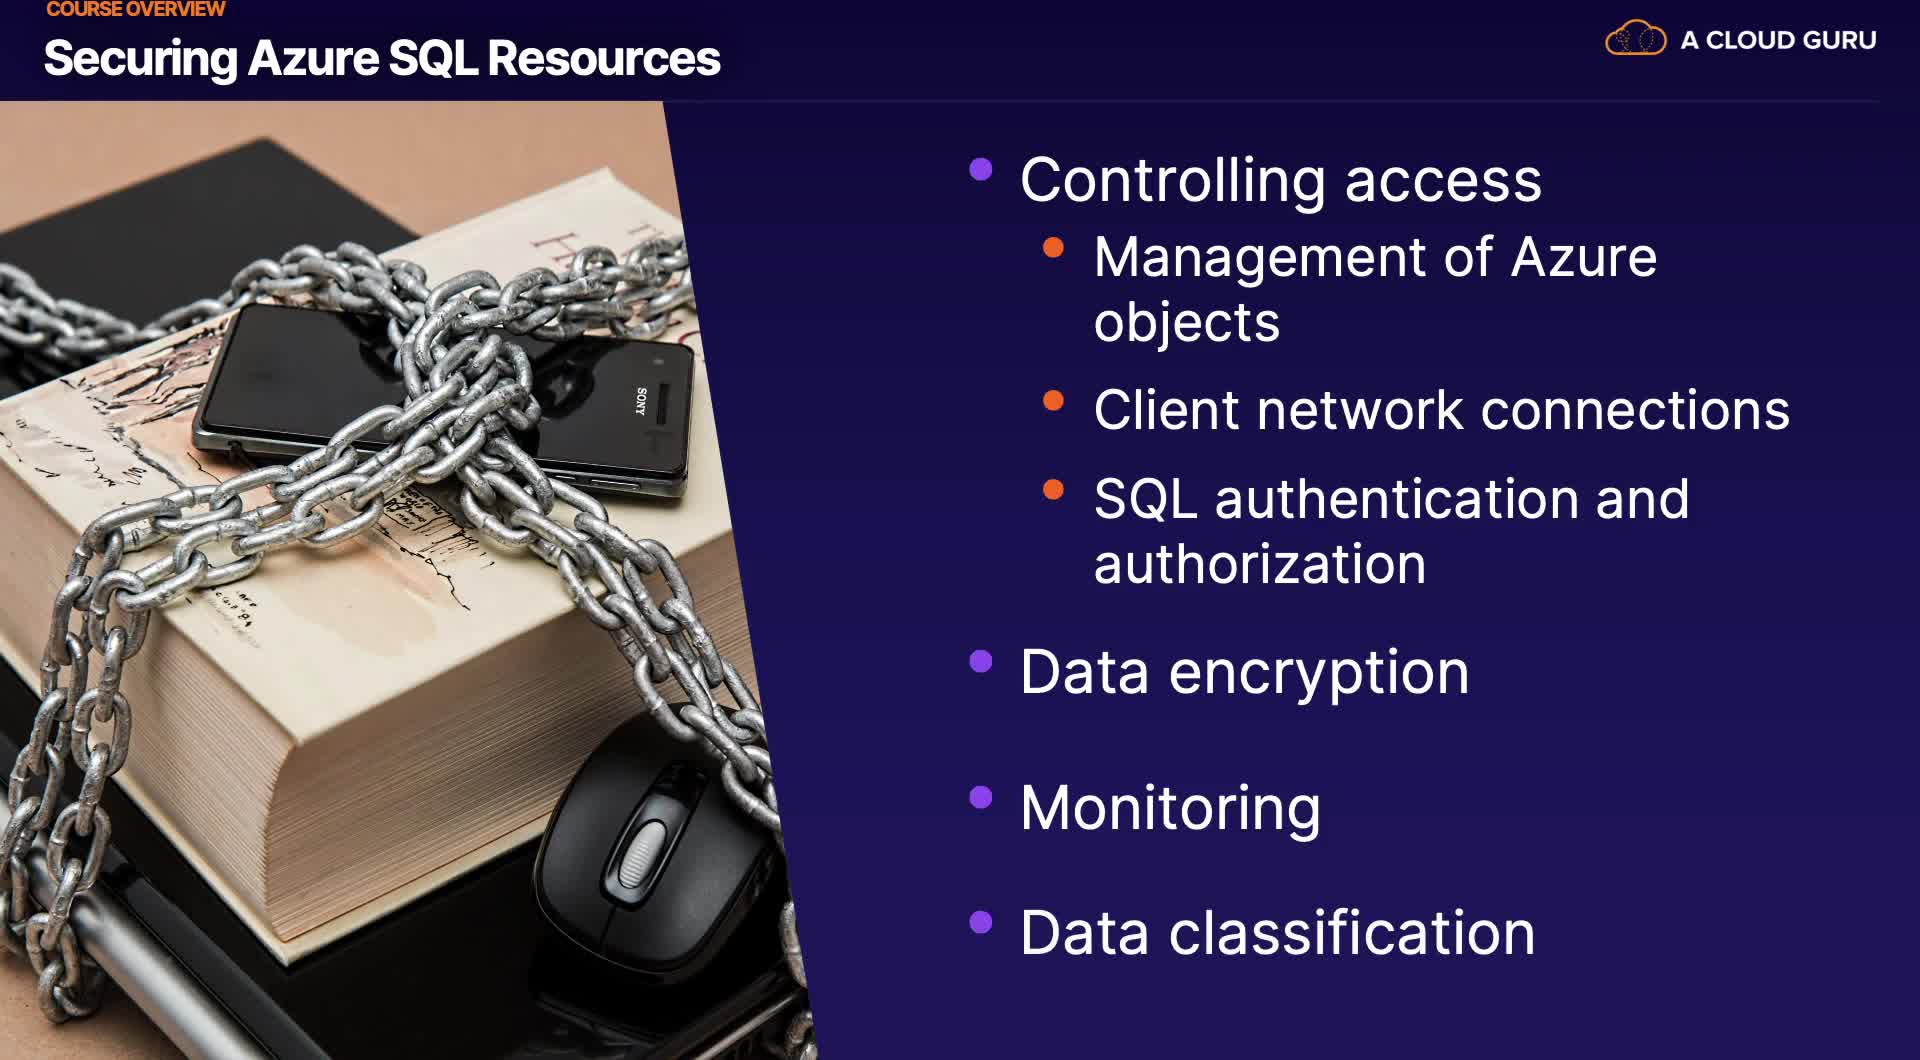 COURSE OVERVIEW
Securing Azure SQL Resources
A CLOUD GURU
Controlling access
Management of Azure
objects
Client network connections
SQL authentication and
authorization
Data encryption
Monitoring
Data classification
SONY